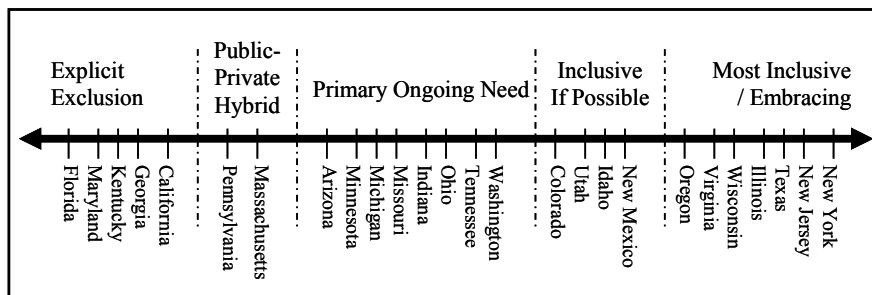 Explicit
Exclusion
Public-
Private
Hybrid
Primary Ongoing Need
Inclusive
If Possible
Most Inclusive
/ Embracing
Florida
Maryland
Kentucky
Georgia
California
Pennsylvania
Massachusetts
Arizona
Minnesota
Michigan
Missouri
Indiana
Ohio
Tennessee
Washington
Colorado
Utah
Idaho
New Mexico
Oregon
Virginia
Wisconsin
Illinois
Texas
New Jersey
New York